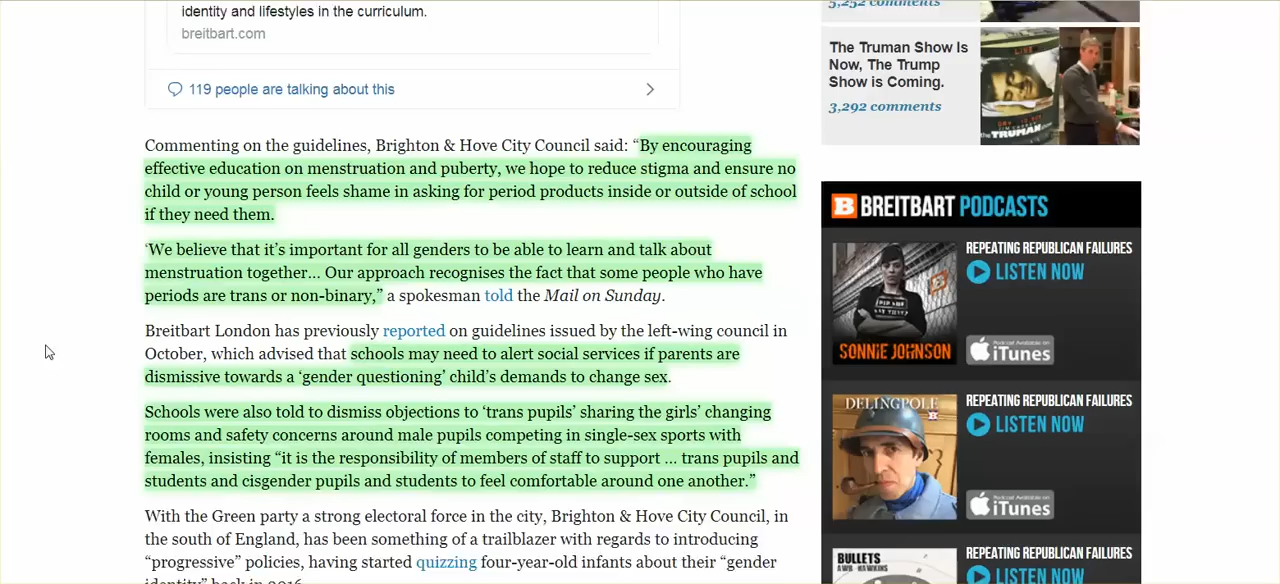 identity and lifestyles in the curriculum.
breitbart.com
119 people are talking about this
Commenting on the guidelines, Brighton & Hove City Council said: “By encouraging
effective education on menstruation and puberty, we hope to reduce stigma and ensure no
child or young person feels shame in asking for period products inside or outside of school
if they need them.
‘We believe that it’s important for all genders to be able to learn and talk about
menstruation together… Our approach recognises the fact that some people who have
periods are trans or non-binary,” a spokesman told the Mail on Sunday.
Breitbart London has previously reported on guidelines issued by the left-wing council in
October, which advised that schools may need to alert social services if parents are
dismissive towards a ‘gender questioning’ child’s demands to change sex.
Schools were also told to dismiss objections to ‘trans pupils’ sharing the girls’ changing
rooms and safety concerns around male pupils competing in single-sex sports with
females, insisting “it is the responsibility of members of staff to support … trans pupils and
students and cisgender pupils and students to feel comfortable around one another.”
With the Green party a strong electoral force in the city, Brighton & Hove City Council, in
the south of England, has been something of a trailblazer with regards to introducing
“progressive” policies, having started quizzing four-year-old infants about their “gender
identity” back in 2016.
5,252 comments
The Truman Show Is
Now, The Trump
Show is Coming.
3,292 comments
LIVE
TRUMAN
B BREITBART PODCASTS
REPEATING REPUBLICAN FAILURES
LISTEN NOW
SONNIE JOHNSON
iTunes
DELINGPOLE
REPEATING REPUBLICAN FAILURES
LISTEN NOW
iTunes
BULLETS
REPEATING REPUBLICAN FAILURES
LISTEN NOW